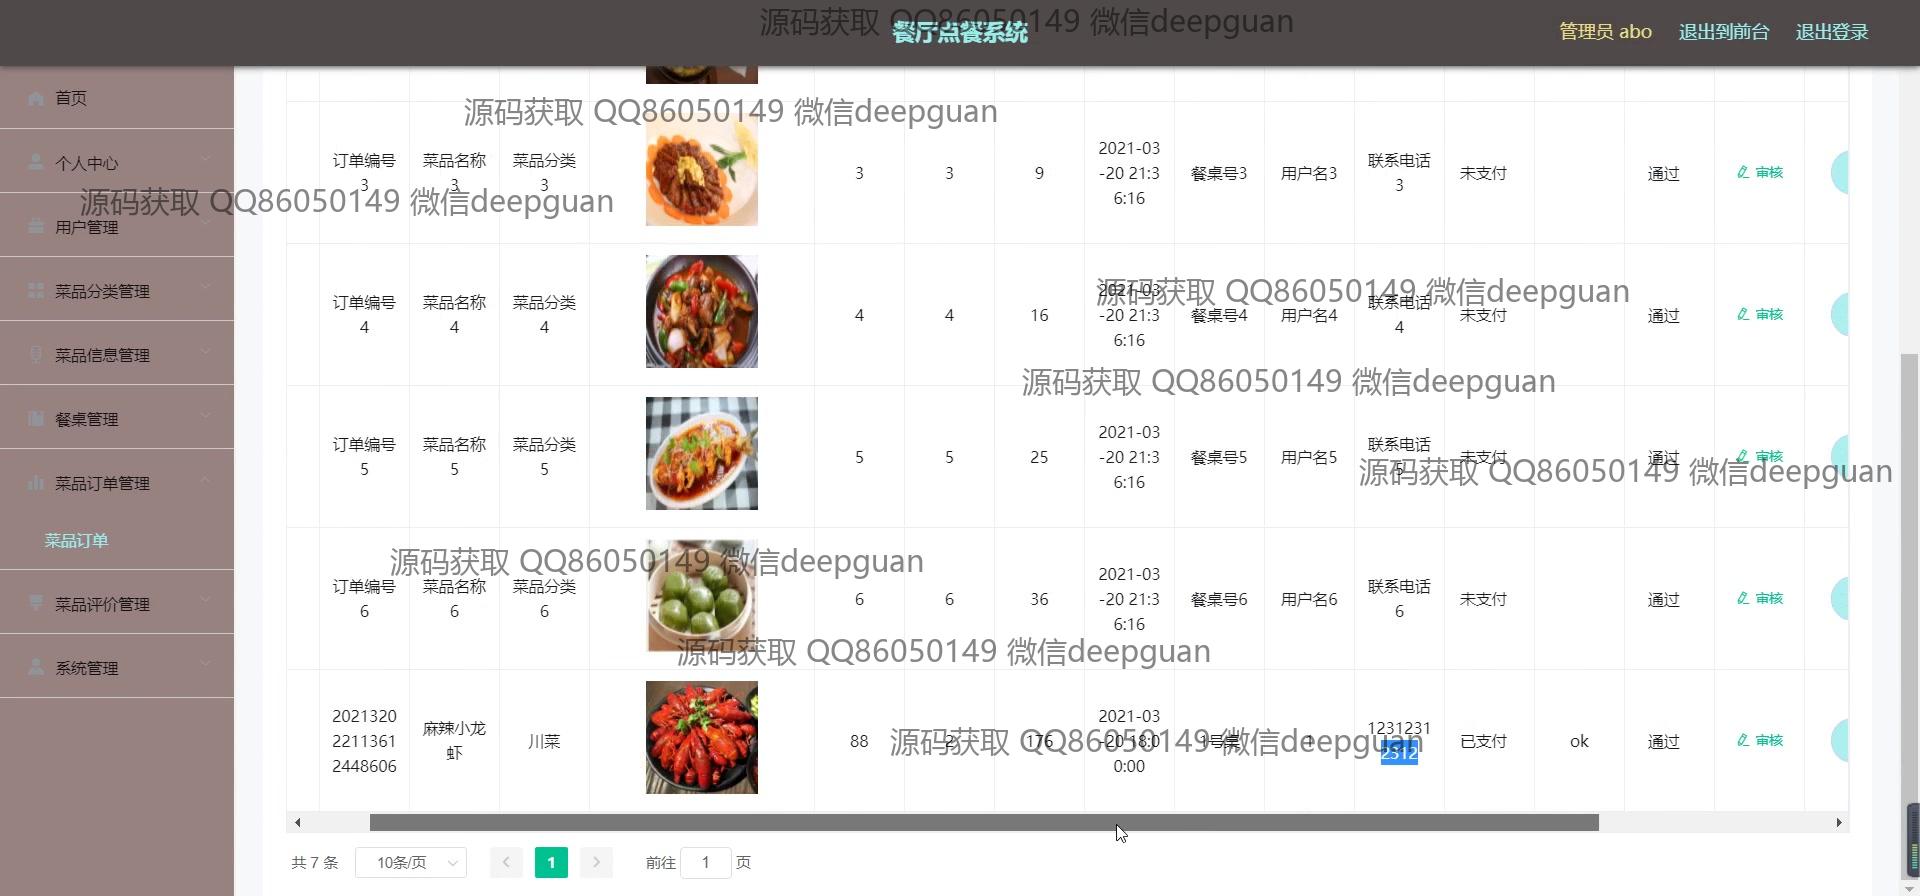 餐厅点餐系统
源码获取 QQ86050149 微信deepguan
管理员 abo
退出到前台
退出登录
首页
个人中心
用户管理
菜品分类管理
菜品信息管理
餐桌管理
菜品订单管理
菜品订单
菜品评价管理
系统管理
源码获取 QQ86050149 微信deepguan
源码获取 QQ86050149 微信deepguan
订单编号
3
菜品名称
3
菜品分类
3
3
3
9
2021-03
-20 21:3
6:16
餐桌号3
用户名3
联系电话
3
未支付
通过
审核
源码获取 QQ86050149 微信deepguan
订单编号
4
菜品名称
4
菜品分类
4
4
4
16
2021-03
-20 21:3
6:16
餐桌号4
用户名4
联系电话
4
未支付
通过
审核
源码获取 QQ86050149 微信deepguan
订单编号
5
菜品名称
5
菜品分类
5
5
5
25
2021-03
-20 21:3
6:16
餐桌号5
用户名5
联系电话
5
未支付
通过
审核
源码获取 QQ86050149 微信deepguan
源码获取 QQ86050149 微信deepguan
订单编号
6
菜品名称
6
菜品分类
6
6
6
36
2021-03
-20 21:3
6:16
餐桌号6
用户名6
联系电话
6
未支付
通过
审核
源码获取 QQ86050149 微信deepguan
2021320
2211361
2448606
麻辣小龙
虾
川菜
88
2
176
2021-03
-20 18:0
0:00
1号桌
1
1231231
2312
已支付
ok
通过
审核
源码获取 QQ86050149 微信deepguan
共 7 条
10条/页
1
前往 1 页